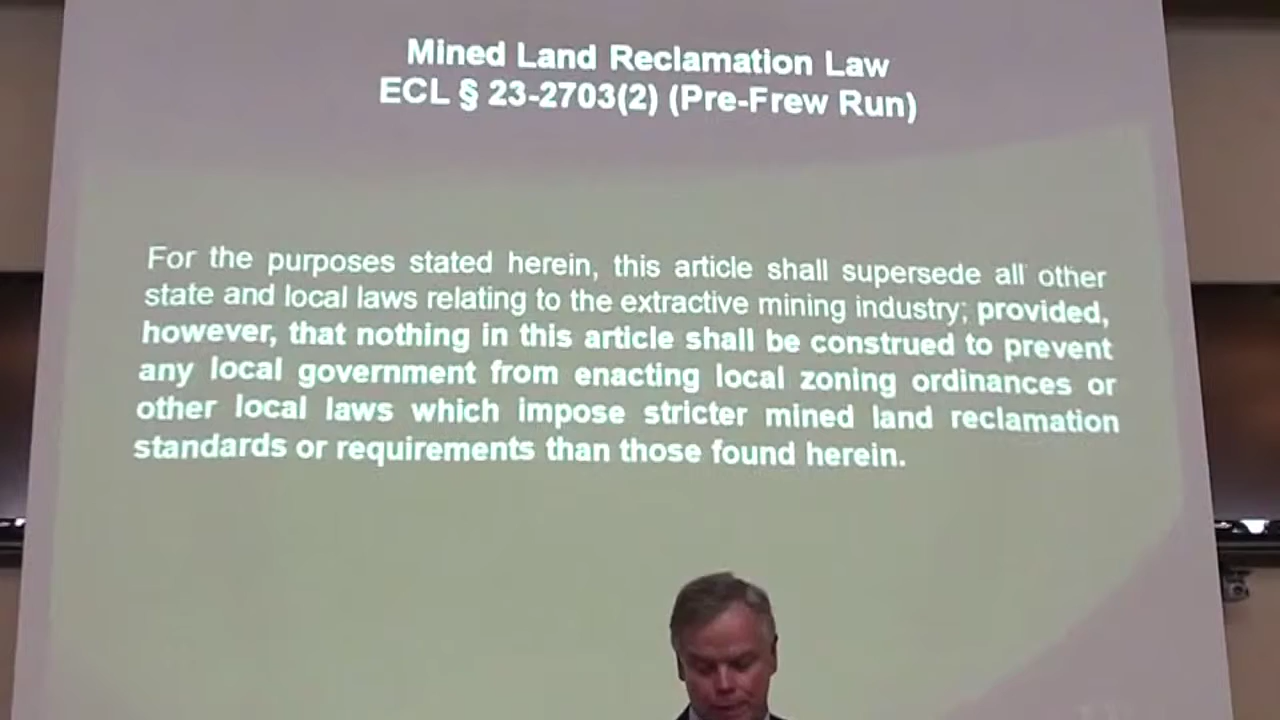 Mined Land Reclamation Law
ECL § 23-2703(2) (Pre-Frew Run)
For the purposes stated herein, this article shall supersede all other
state and local laws relating to the extractive mining industry; provided,
however, that nothing in this article shall be construed to prevent
any local government from enacting local zoning ordinances or
other local laws which impose stricter mined land reclamation
standards or requirements than those found herein.